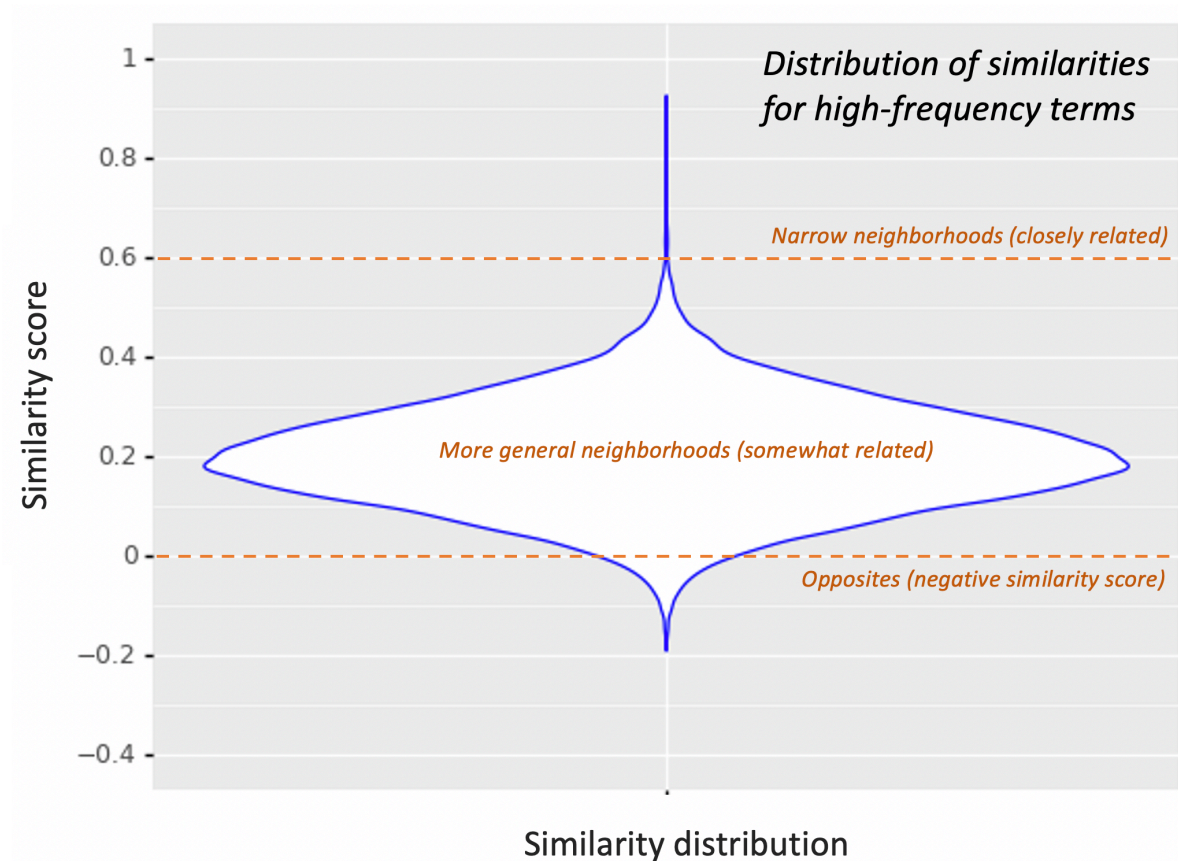 Distribution of similarities
for high-frequency terms
1
0.8
Narrow neighborhoods (closely related)
0.6
0.4
More general neighborhoods (somewhat related)
0.2
0
Opposites (negative similarity score)
−0.2
−0.4
Similarity score
Similarity distribution